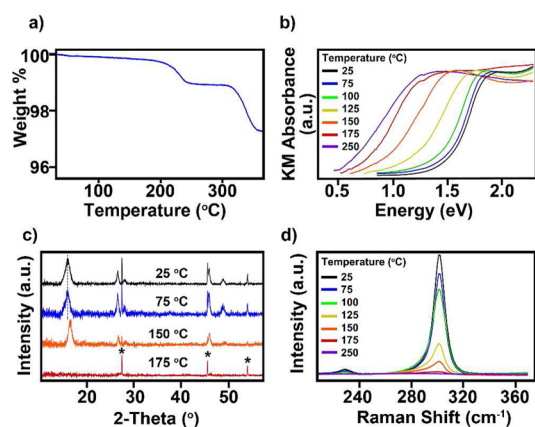 a)
100
98
96
Weight %
100 200 300
Temperature (°C)
b)
KM Absorbance
(a.u.)
Temperature (°C)
25
75
100
125
150
175
250
0.5 1.0 1.5 2.0
Energy (eV)
c)
Intensity (a.u.)
25 °C
75 °C
150 °C
175 °C
* * *
10 20 30 40 50
2-Theta (°)
d)
Intensity (a.u.)
Temperature (°C)
25
75
100
125
150
175
250
240 280 320 360
Raman Shift (cm-1)